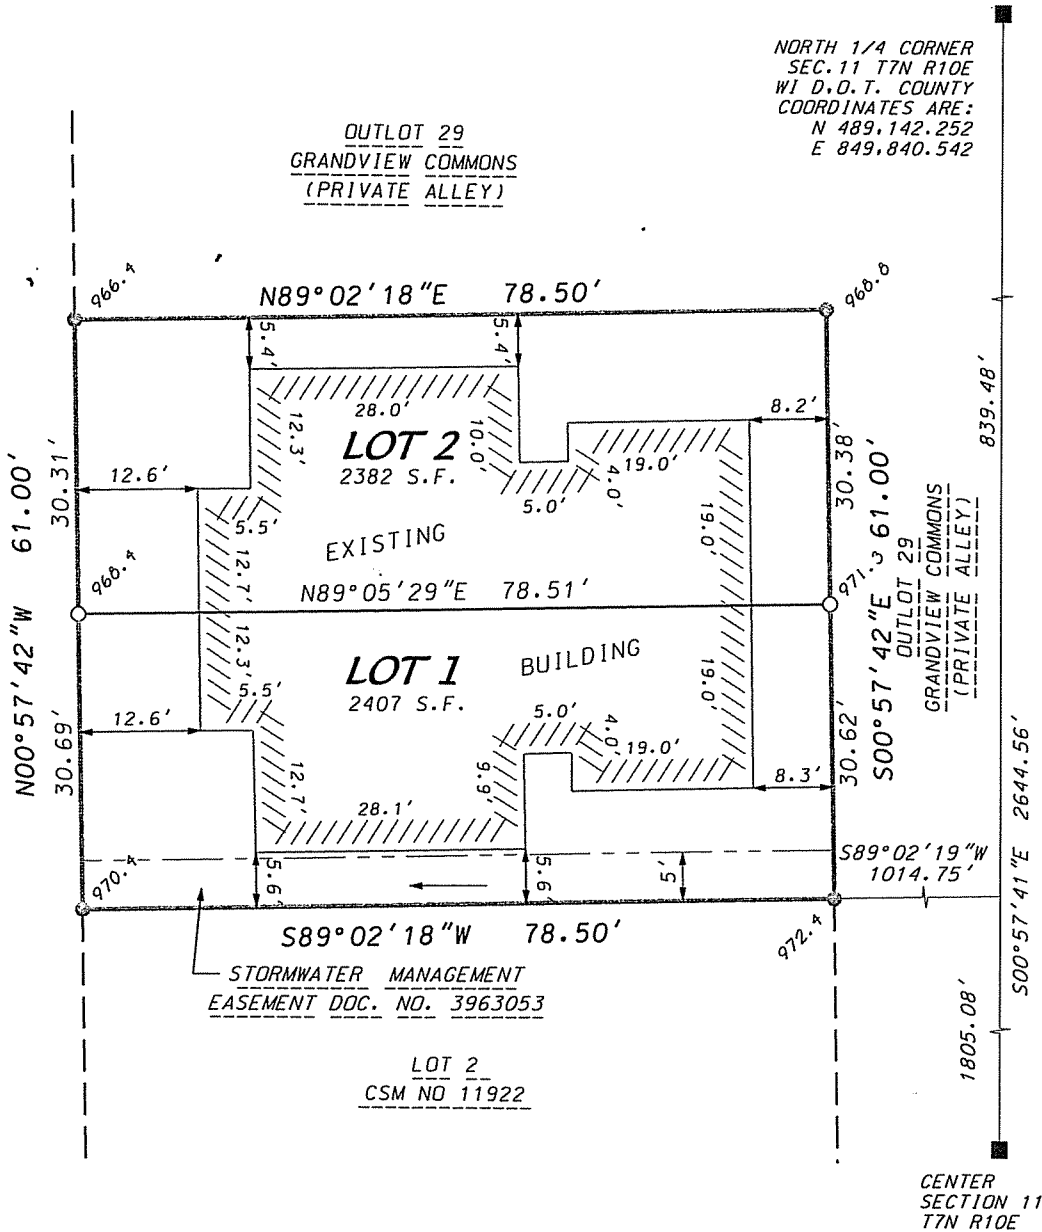 NORTH 1/4 CORNER
SEC.11 T7N R10E
WI D.O.T. COUNTY
COORDINATES ARE:
N 489,142.252
E 849,840.542
OUTLOT 29
GRANDVIEW COMMONS
(PRIVATE ALLEY)
966.4
N89°02'18"E 78.50'
968.8
5.4'
5.4'
28.0'
12.3'
10.0'
LOT 2
2382 S.F.
8.2'
19.0'
4.0'
5.0'
12.6'
5.5'
12.7'
19.0'
30.31'
30.38'
839.48'
N00°57'42"W 61.00'
S00°57'42"E 61.00'
OUTLOT 29
GRANDVIEW COMMONS
(PRIVATE ALLEY)
EXISTING
968.4
N89°05'29"E 78.51'
971.3
BUILDING
LOT 1
2407 S.F.
12.3'
5.5'
12.6'
19.0'
5.0'
4.0'
19.0'
8.3'
30.69'
30.62'
12.7'
9.9'
28.1'
970.4
5.6'
5.6'
5'
S89°02'19"W
1014.75'
S89°02'18"W 78.50'
972.4
S00°57'41"E 2644.56'
1805.08'
STORMWATER MANAGEMENT
EASEMENT DOC. NO. 3963053
LOT 2
CSM NO 11922
CENTER
SECTION 11
T7N R10E